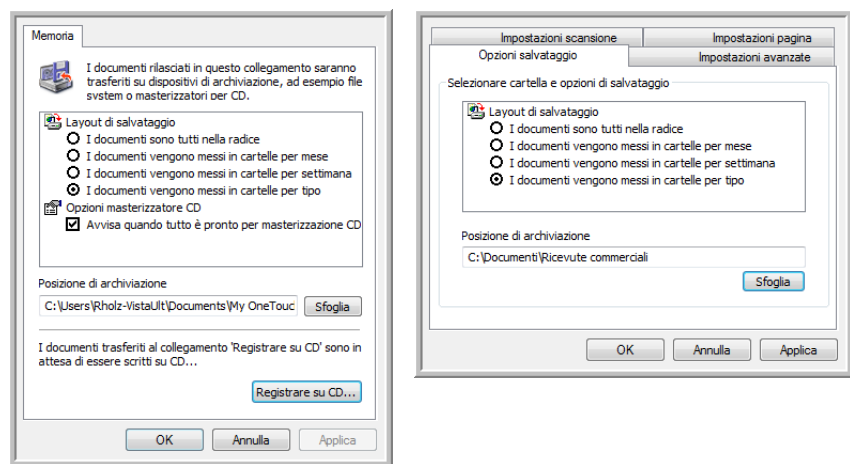 Memoria
I documenti rilasciati in questo collegamento saranno
trasferiti su dispositivi di archiviazione, ad esempio file
system o masterizzatori per CD.
Layout di salvataggio
I documenti sono tutti nella radice
I documenti vengono messi in cartelle per mese
I documenti vengono messi in cartelle per settimana
I documenti vengono messi in cartelle per tipo
Opzioni masterizzatore CD
Avvisa quando tutto è pronto per masterizzazione CD
Posizione di archiviazione
C:\Users\Rholz-VistaUlt\Documents\My OneTouc Sfoglia
I documenti trasferiti al collegamento 'Registrare su CD' sono in
attesa di essere scritti su CD...
Registrare su CD...
OK Annulla Applica
Impostazioni scansione Impostazioni pagina
Opzioni salvataggio Impostazioni avanzate
Selezionare cartella e opzioni di salvataggio
Layout di salvataggio
I documenti sono tutti nella radice
I documenti vengono messi in cartelle per mese
I documenti vengono messi in cartelle per settimana
I documenti vengono messi in cartelle per tipo
Posizione di archiviazione
C:\Documenti\Ricevute commerciali
Sfoglia
OK Annulla Applica